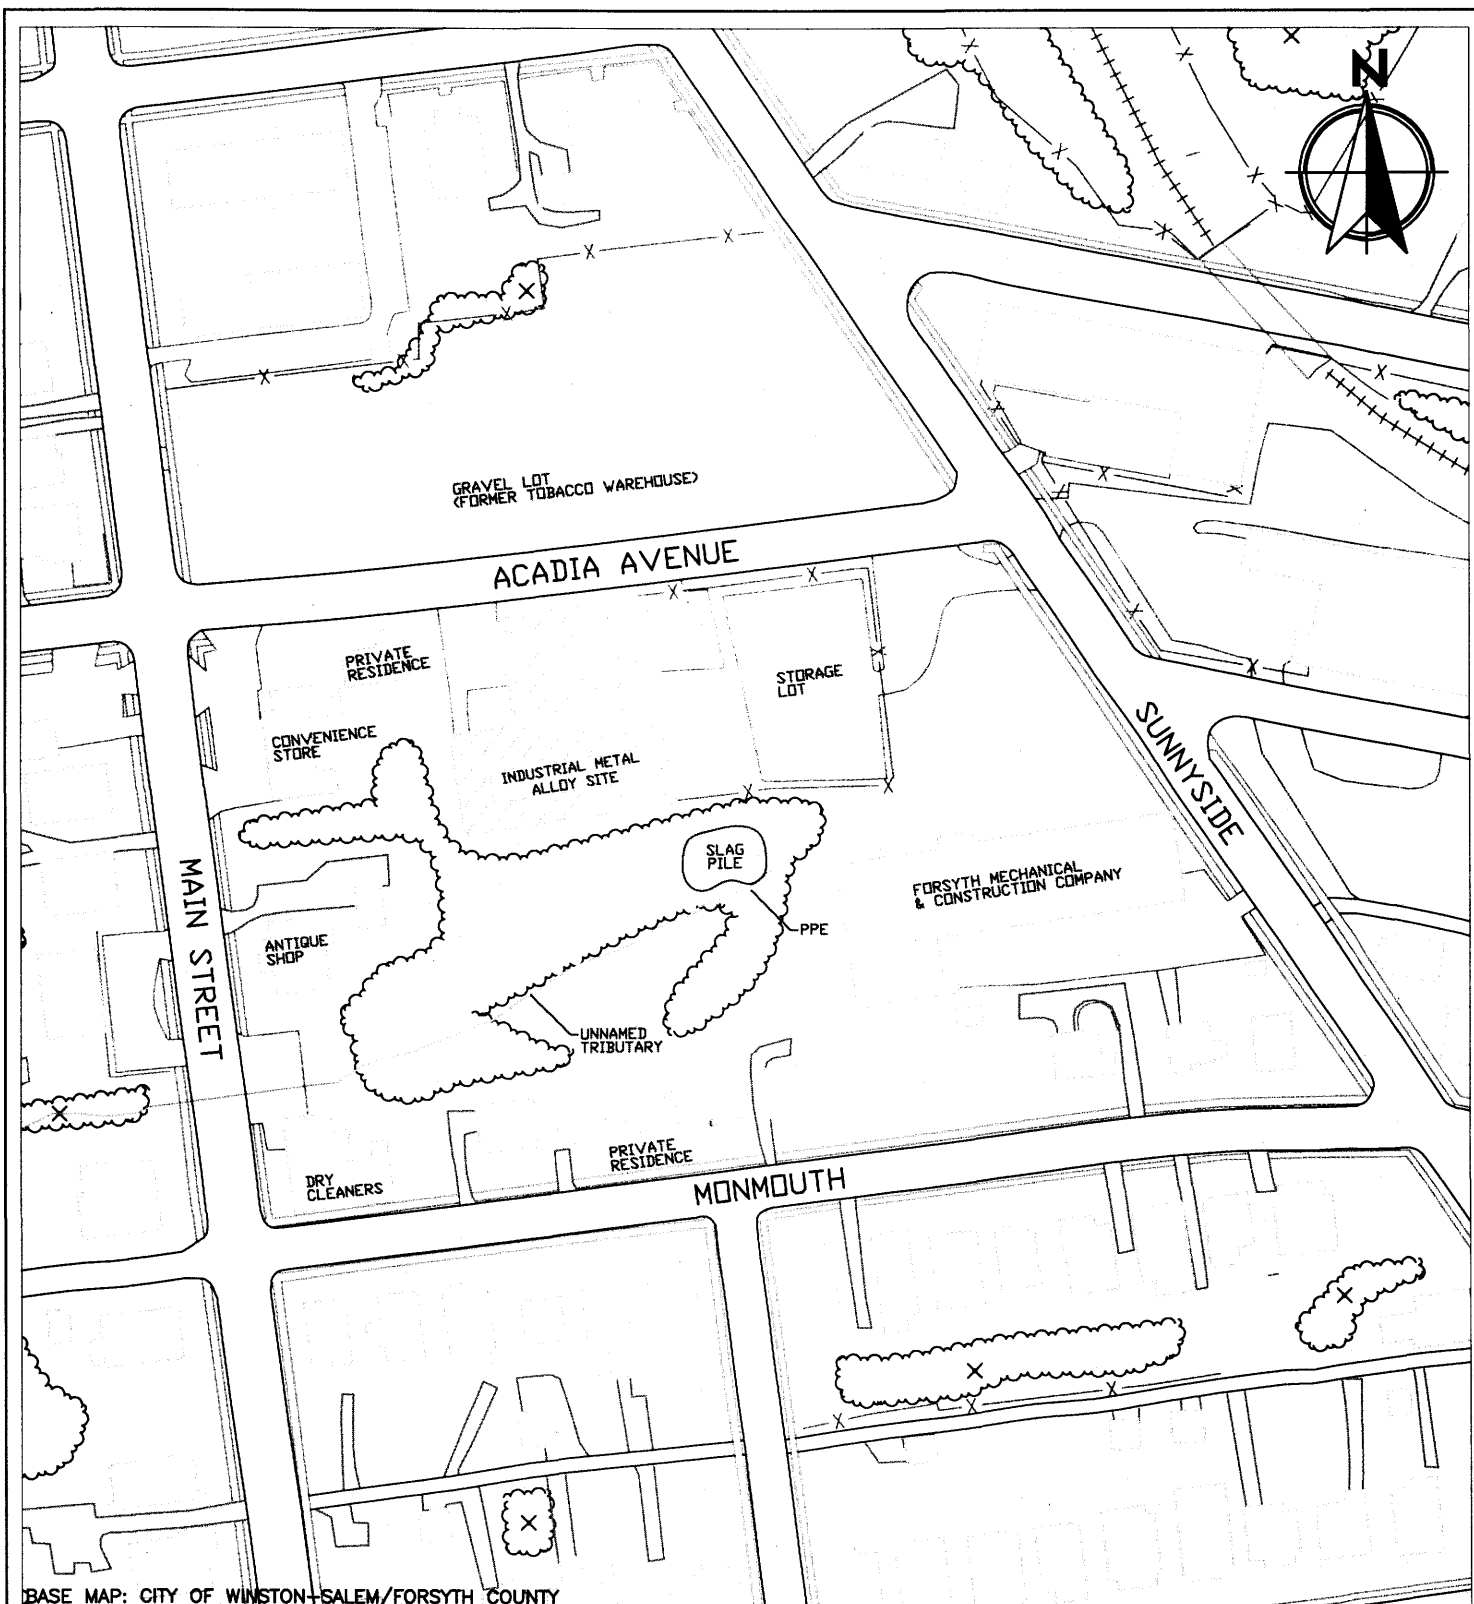 N
GRAVEL LOT
(FORMER TOBACCO WAREHOUSE)
ACADIA AVENUE
PRIVATE
RESIDENCE
STORAGE
LOT
CONVENIENCE
STORE
INDUSTRIAL METAL
ALLOY SITE
SUNNYSIDE
SLAG
PILE
FORSYTH MECHANICAL
& CONSTRUCTION COMPANY
MAIN STREET
PPE
ANTIQUE
SHOP
UNNAMED
TRIBUTARY
PRIVATE
RESIDENCE
DRY
CLEANERS
MONMOUTH
BASE MAP: CITY OF WINSTON-SALEM/FORSYTH COUNTY